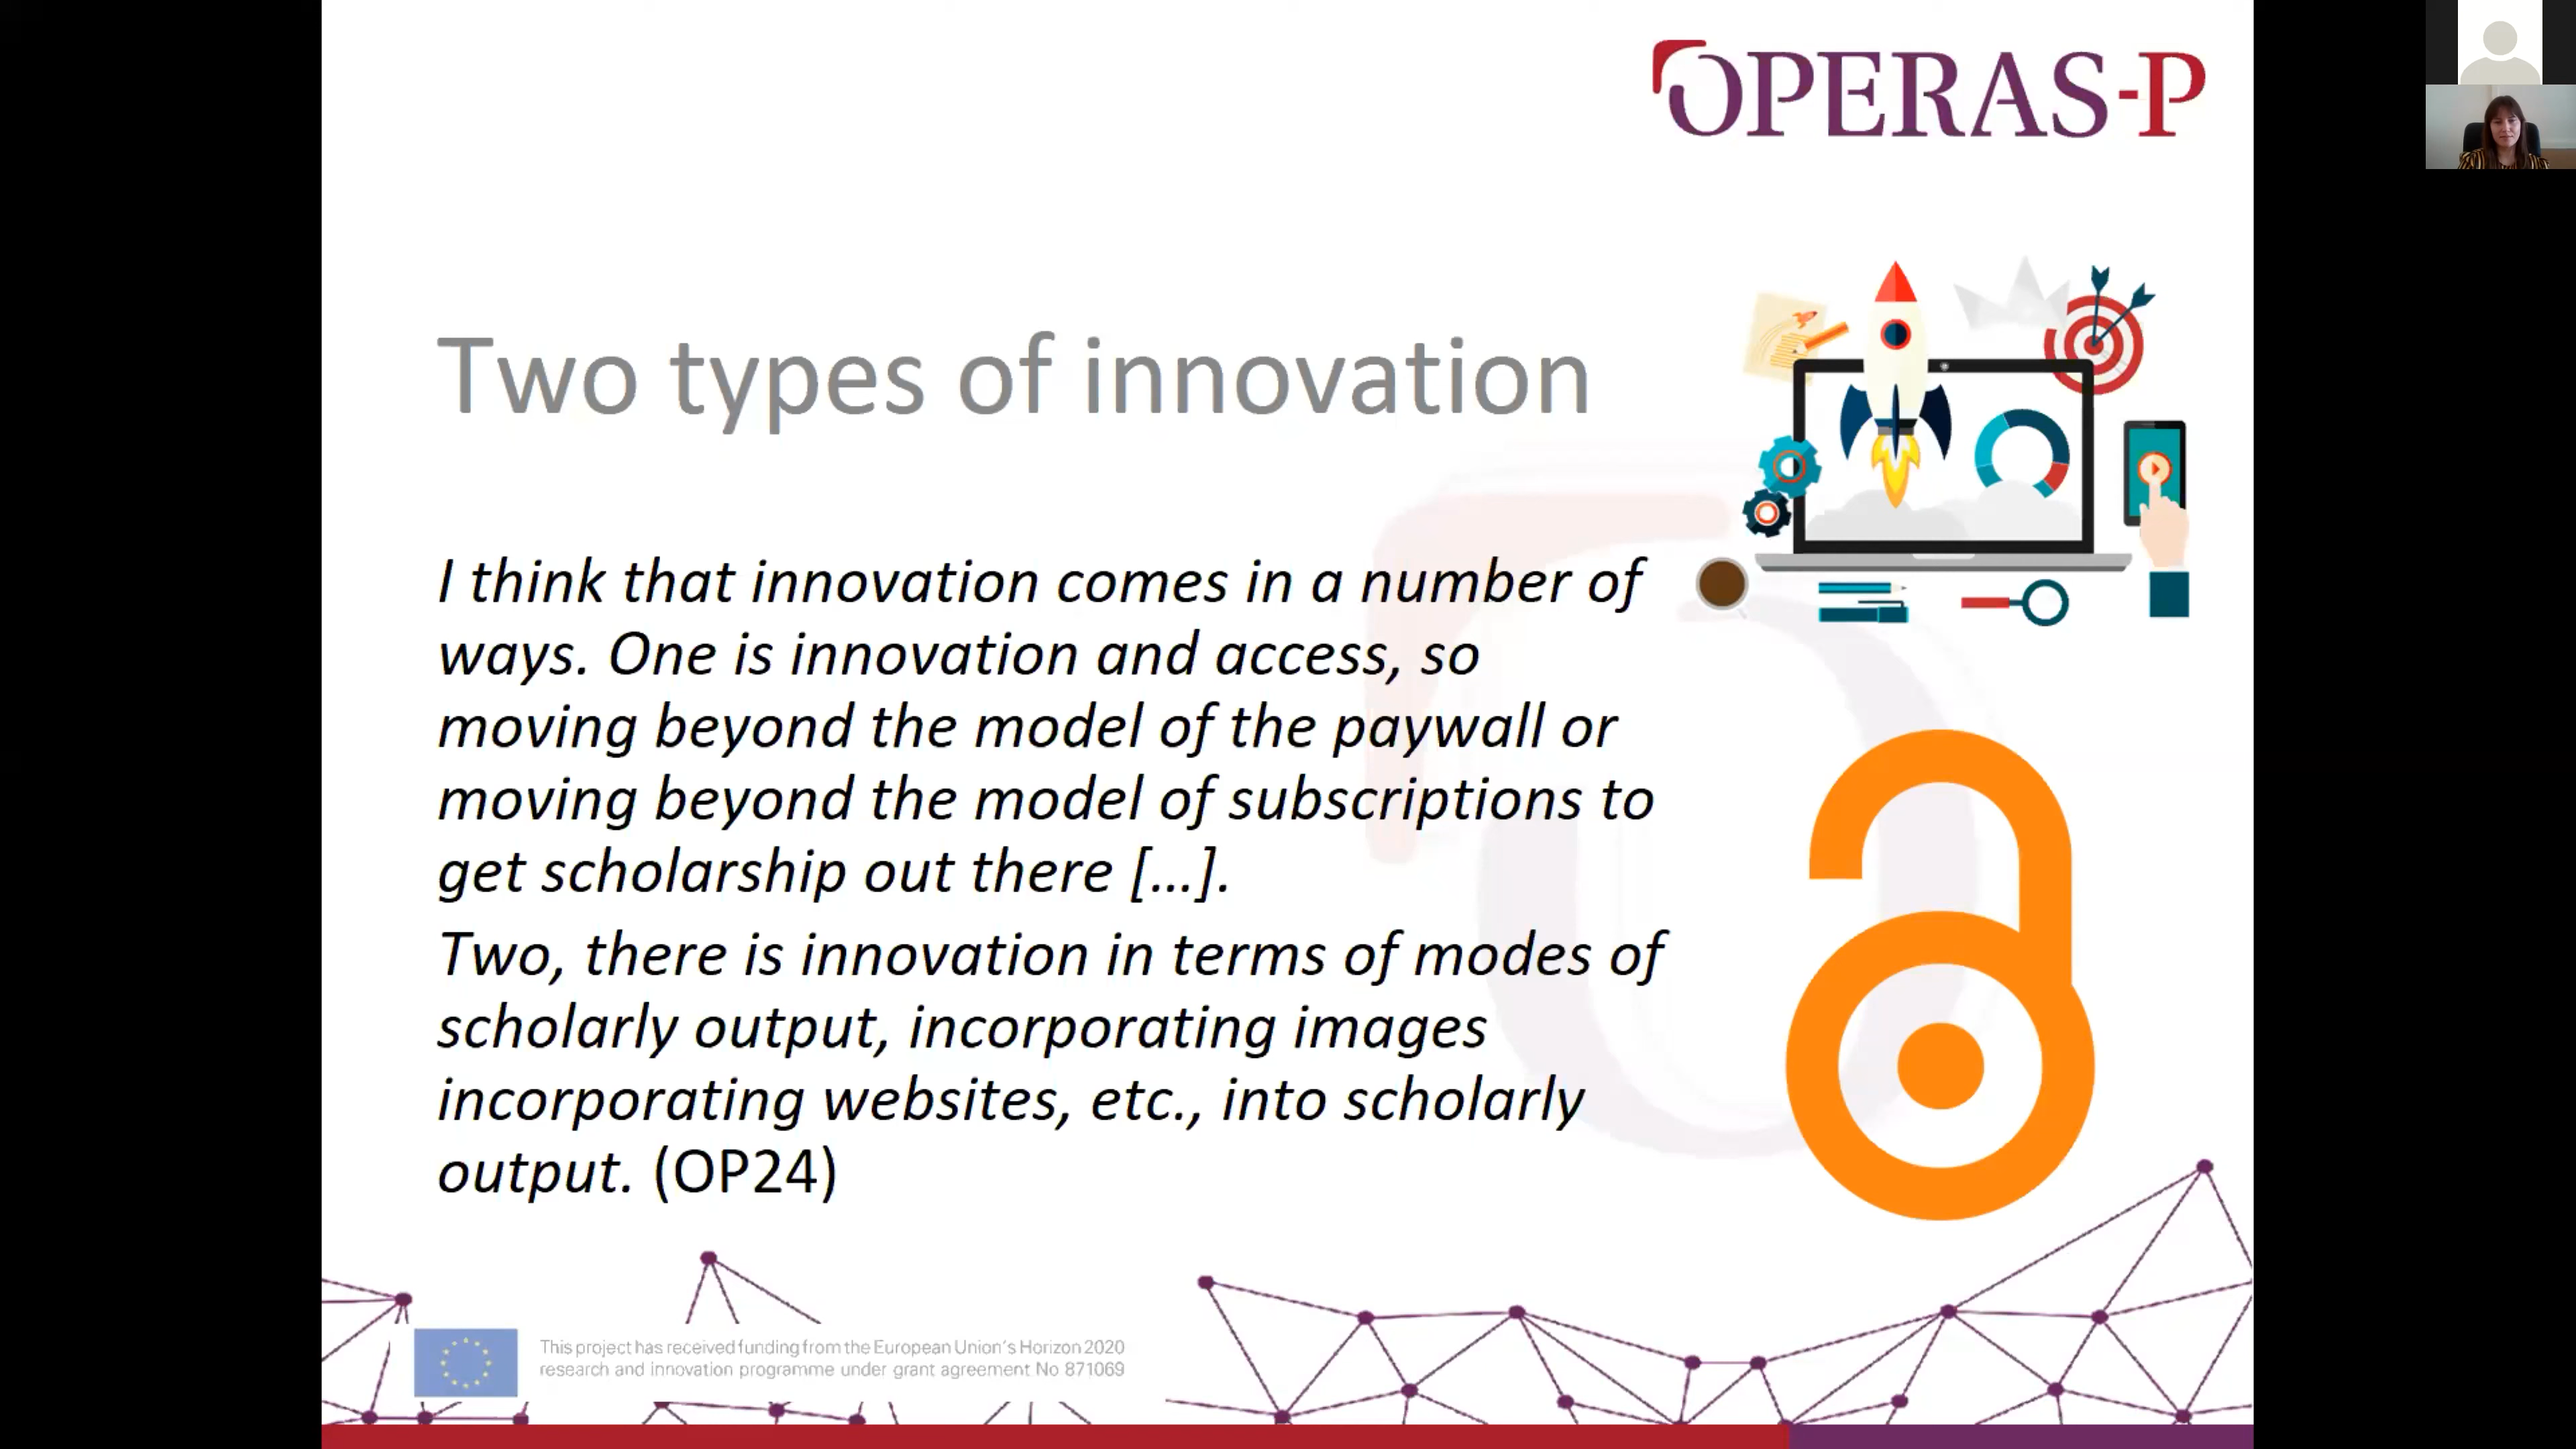 OPERAS-P
Two types of innovation
I think that innovation comes in a number of
ways. One is innovation and access, so
moving beyond the model of the paywall or
moving beyond the model of subscriptions to
get scholarship out there [...].
Two, there is innovation in terms of modes of
scholarly output, incorporating images
incorporating websites, etc., into scholarly
output. (OP24)
This project has received funding from the European Union's Horizon 2020
research and innovation programme under grant agreement No 871069